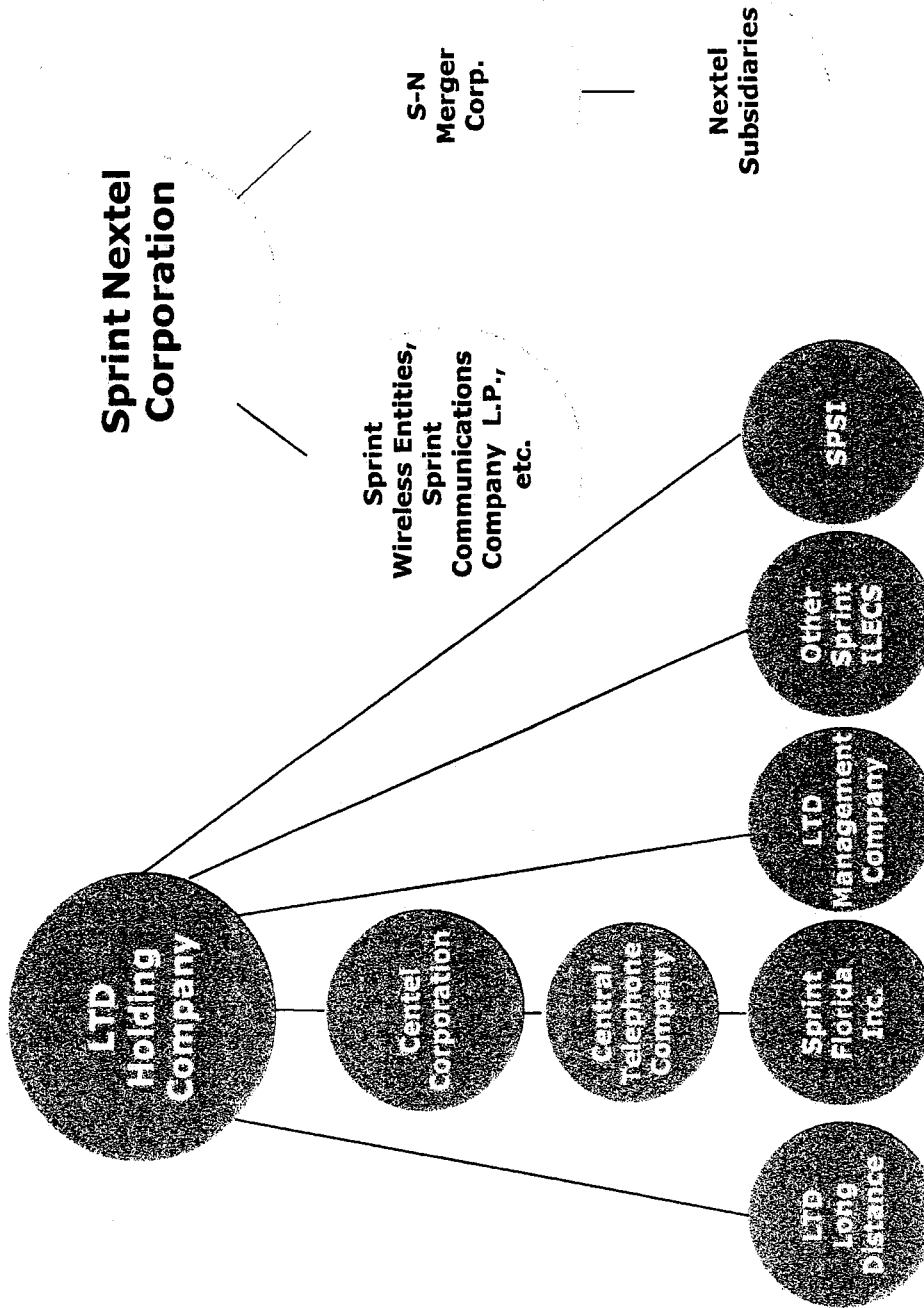 LTD
Holding
Company
Centel
Corporation
Central
Telephone
Company
LTD
Long
Distance
Sprint
Florida
Inc.
LTD
Management
Company
Other
Sprint
ILECS
SPSI
Sprint Nextel
Corporation
Sprint
Wireless Entities,
Sprint
Communications
Company L.P.,
etc.
S-N
Merger
Corp.
Nextel
Subsidiaries